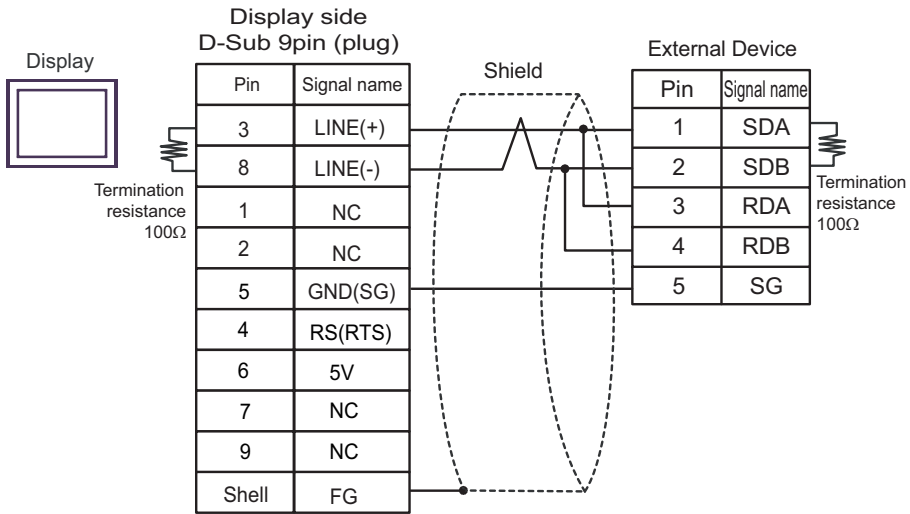 Display side
D-Sub 9pin (plug)
Display
Shield
External Device
Pin Signal name
3 LINE(+)
8 LINE(-)
1 NC
2 NC
5 GND(SG)
4 RS(RTS)
6 5V
7 NC
9 NC
Shell FG
Termination
resistance
100Ω
Pin Signal name
1 SDA
2 SDB
3 RDA
4 RDB
5 SG
Termination
resistance
100Ω